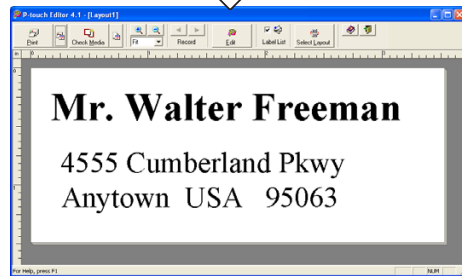 P-touch Editor 4.1 - [Layout1]
Print Check Media Fit Record Edit Label List Select Layout
Mr. Walter Freeman
4555 Cumberland Pkwy
Anytown USA 95063
For Help, press F1 NUM